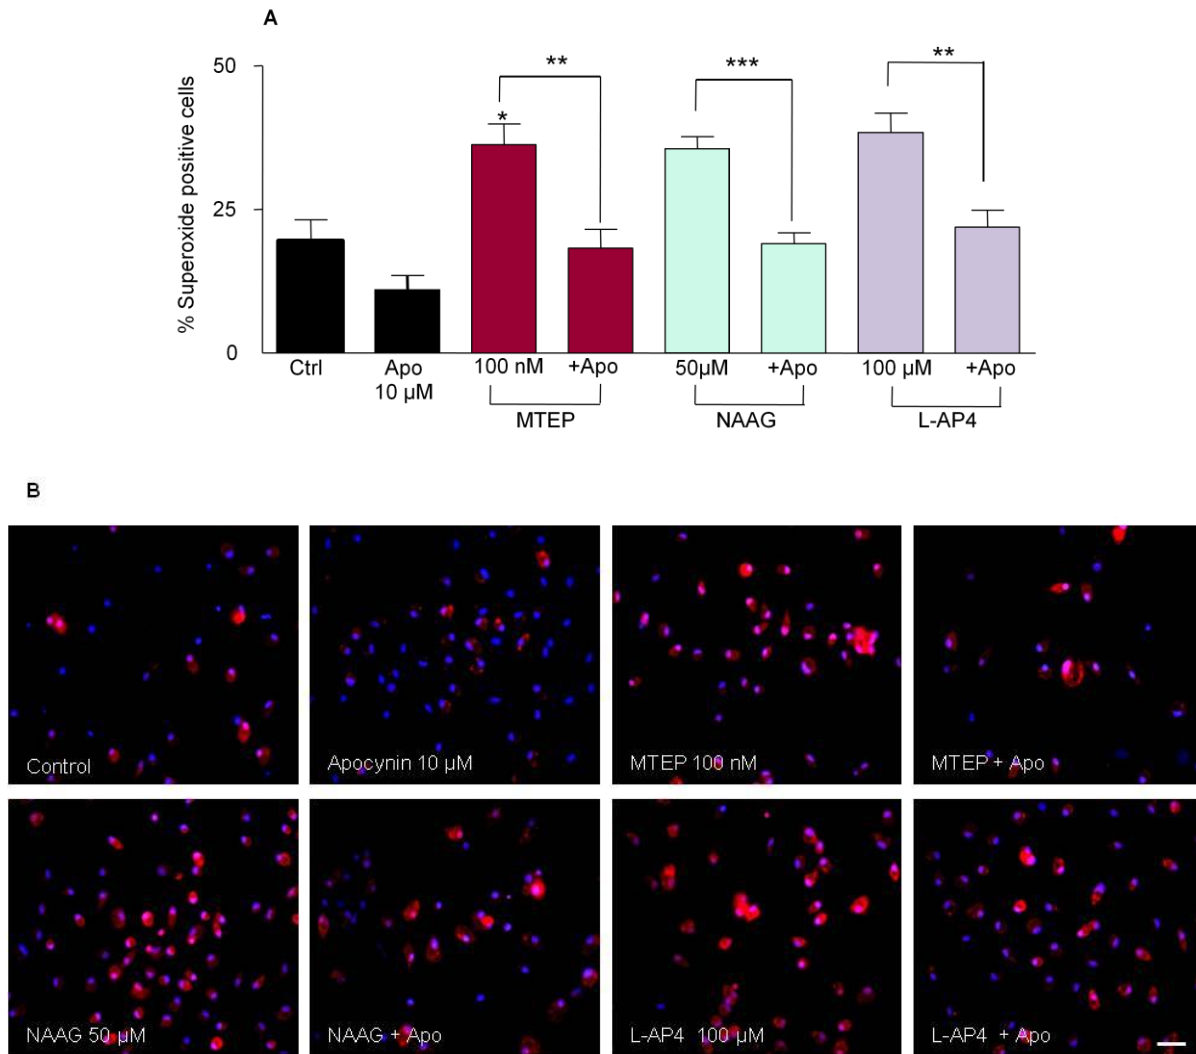 A
** *** **
50
*
25
0
% Superoxide positive cells
Ctrl Apo 100 nM +Apo 50µM +Apo 100 µM +Apo
10 µM
MTEP NAAG L-AP4
B
Control Apocynin 10 µM MTEP 100 nM MTEP + Apo
NAAG 50 µM NAAG + Apo L-AP4 100 µM L-AP4 + Apo